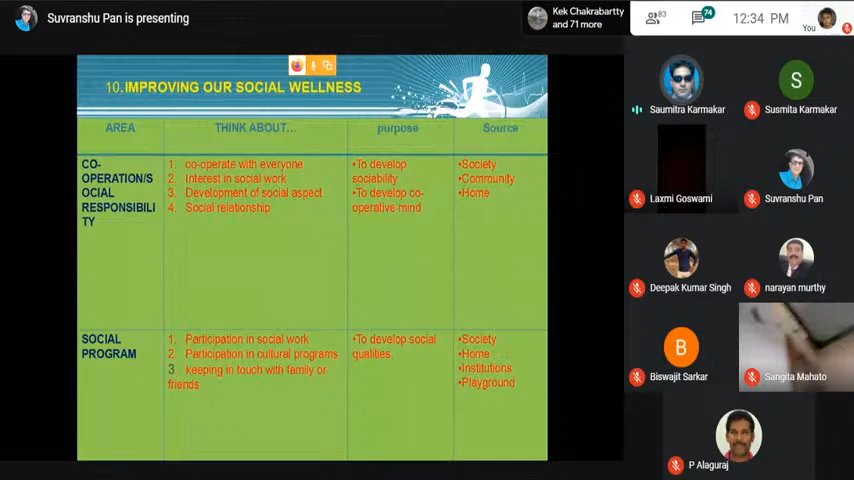 Suvranshu Pan is presenting
Kek Chakrabartty
and 71 more
83
74
12:34 PM
You
10.IMPROVING OUR SOCIAL WELLNESS
AREA
THINK ABOUT...
purpose
Source
CO-
OPERATION/S
OCIAL
RESPONSIBILI
TY
1. co-operate with everyone
2. Interest in social work
3. Development of social aspect
4. Social relationship
•To develop
sociability
•To develop co-
operative mind
•Society
•Community
•Home
SOCIAL
PROGRAM
1. Participation in social work
2. Participation in cultural programs
3. keeping in touch with family or
friends
•To develop social
qualities.
•Society
•Home
•Institutions
•Playground
Saumitra Karmakar
S
Susmita Karmakar
Laxmi Goswami
Suvranshu Pan
Deepak Kumar Singh
narayan murthy
B
Biswajit Sarkar
Sangita Mahato
P Alaguraj